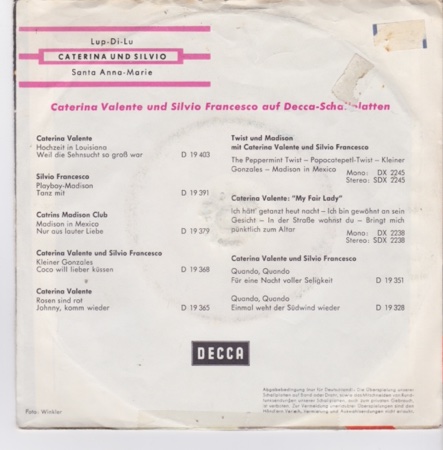 Lup-Di-Lu
CATERINA UND SILVIO
Santa Anna-Marie
Caterina Valente und Silvio Francesco auf Decca-Schallplatten
Caterina Valente
Hochzeit in Louisiana
Weil die Sehnsucht so groß war D 19 403
Silvio Francesco
Playboy-Madison
Tanz mit D 19 391
Catrins Madison Club
Madison in Mexico
Nur aus lauter Liebe D 19 379
Caterina Valente und Silvio Francesco
Kleiner Gonzales
Coco will lieber küssen D 19 368
Caterina Valente
Rosen sind rot
Johnny, komm wieder D 19 365
Twist und Madison
mit Caterina Valente und Silvio Francesco
The Peppermint Twist – Popocatepetl-Twist – Kleiner
Gonzales – Madison in Mexico
Mono: DX 2245
Stereo: SDX 2245
Caterina Valente: "My Fair Lady"
Ich hätt' getanzt heut nacht – Ich bin gewöhnt an sein
Gesicht – In der Straße wohnst du – Bringt mich
pünktlich zum Altar
Mono: DX 2238
Stereo: SDX 2238
Caterina Valente und Silvio Francesco
Quando, Quando
Für eine Nacht voller Seligkeit D 19 351
Quando, Quando
Einmal weht der Südwind wieder D 19 328
DECCA
Foto: Winkler